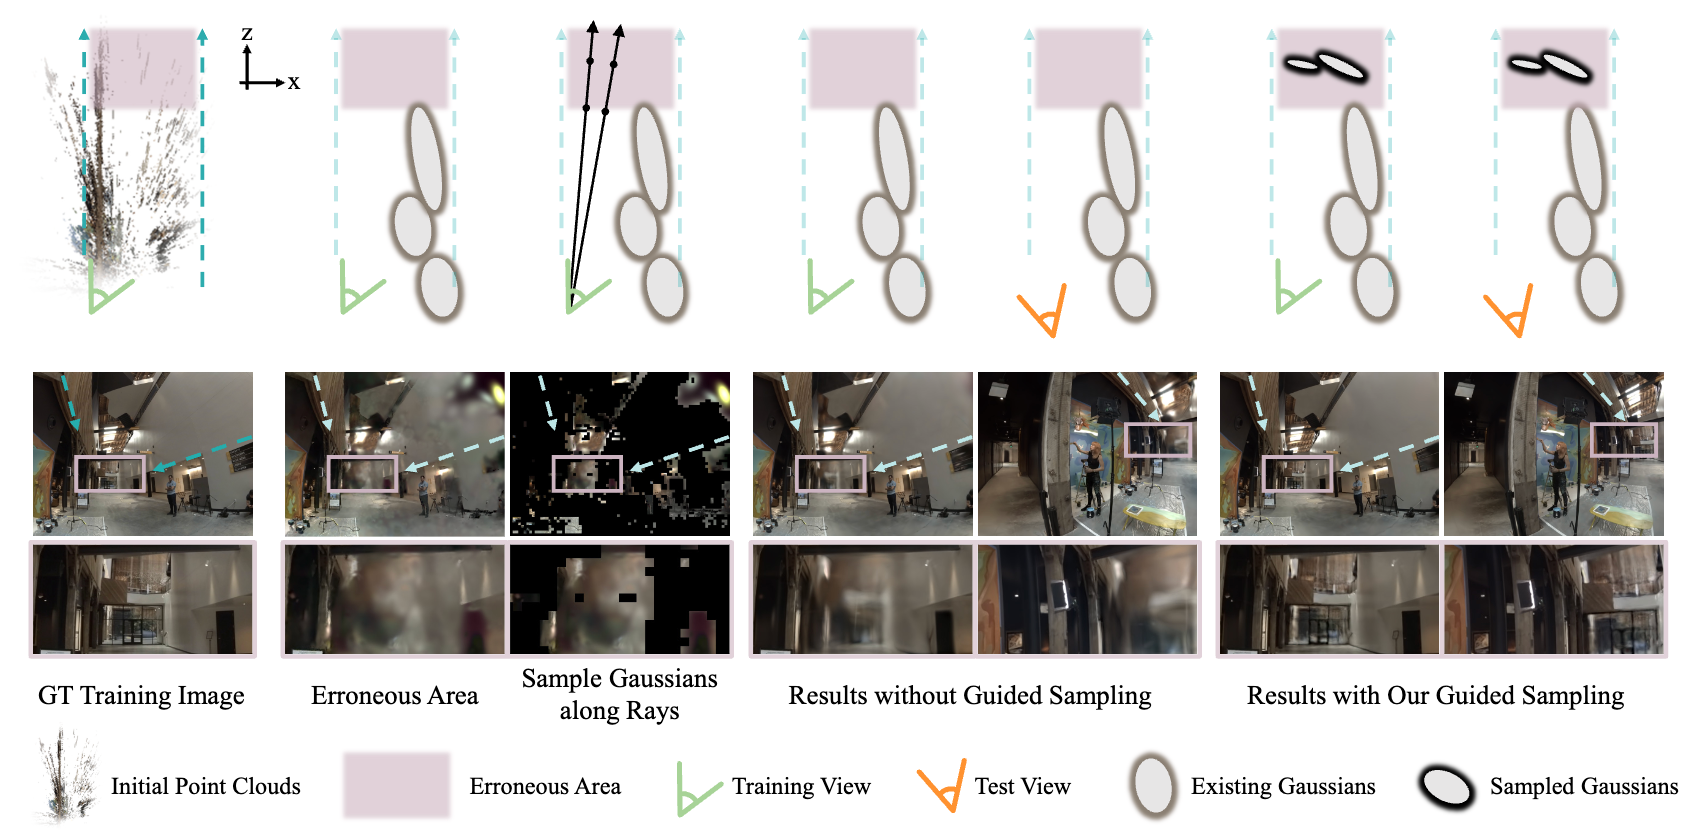 z
x
GT Training Image
Erroneous Area
Sample Gaussians
along Rays
Results without Guided Sampling
Results with Our Guided Sampling
Initial Point Clouds
Erroneous Area
Training View
Test View
Existing Gaussians
Sampled Gaussians